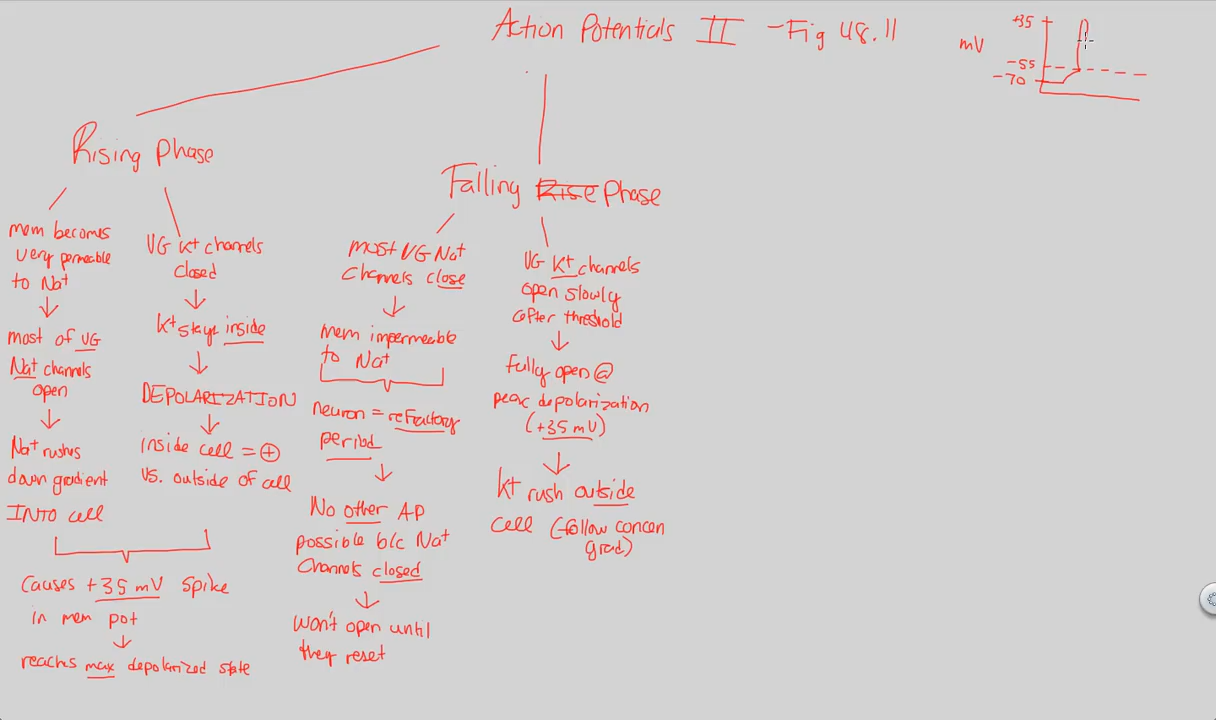 Action Potentials II - Fig 48.11
+35
mV
-55
-70
Rising Phase
mem becomes
very permeable
to Na+
↓
most of VG
Na+ channels
open
↓
Na+ rushes
down gradient
INTO cell
VG K+ channels
closed
↓
K+ stays inside
↓
DEPOLARIZATION
↓
inside cell = ⊕
vs. outside of cell
Causes +35 mV spike
in mem pot
↓
reaches max depolarized state
Falling Rise Phase
most VG Na+
channels close
↓
mem impermeable
to Na+
neuron = refractory
period
↓
No other AP
possible b/c Na+
channels closed
↓
won't open until
they reset
VG K+ channels
open slowly
after threshold
↓
fully open @
peak depolarization
(+35 mV)
↓
K+ rush outside
cell (follow concen
grad)